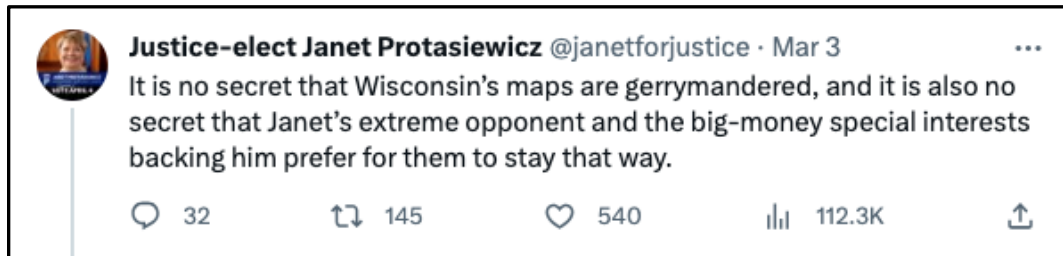 Justice-elect Janet Protasiewicz @janetforjustice · Mar 3
It is no secret that Wisconsin’s maps are gerrymandered, and it is also no
secret that Janet’s extreme opponent and the big-money special interests
backing him prefer for them to stay that way.
32 145 540 112.3K